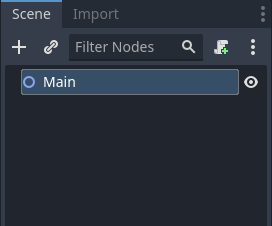 Scene Import
Filter Nodes
Main